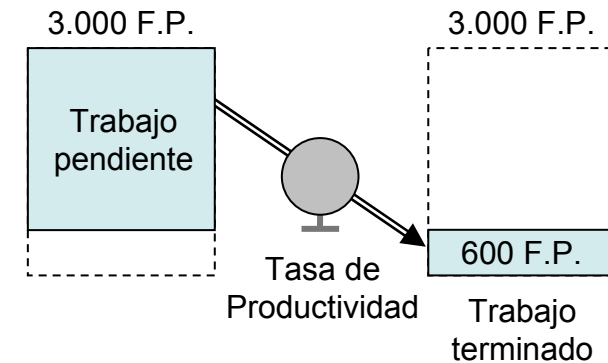 3.000 F.P.
3.000 F.P.
Trabajo
pendiente
600 F.P.
Tasa de
Productividad
Trabajo
terminado